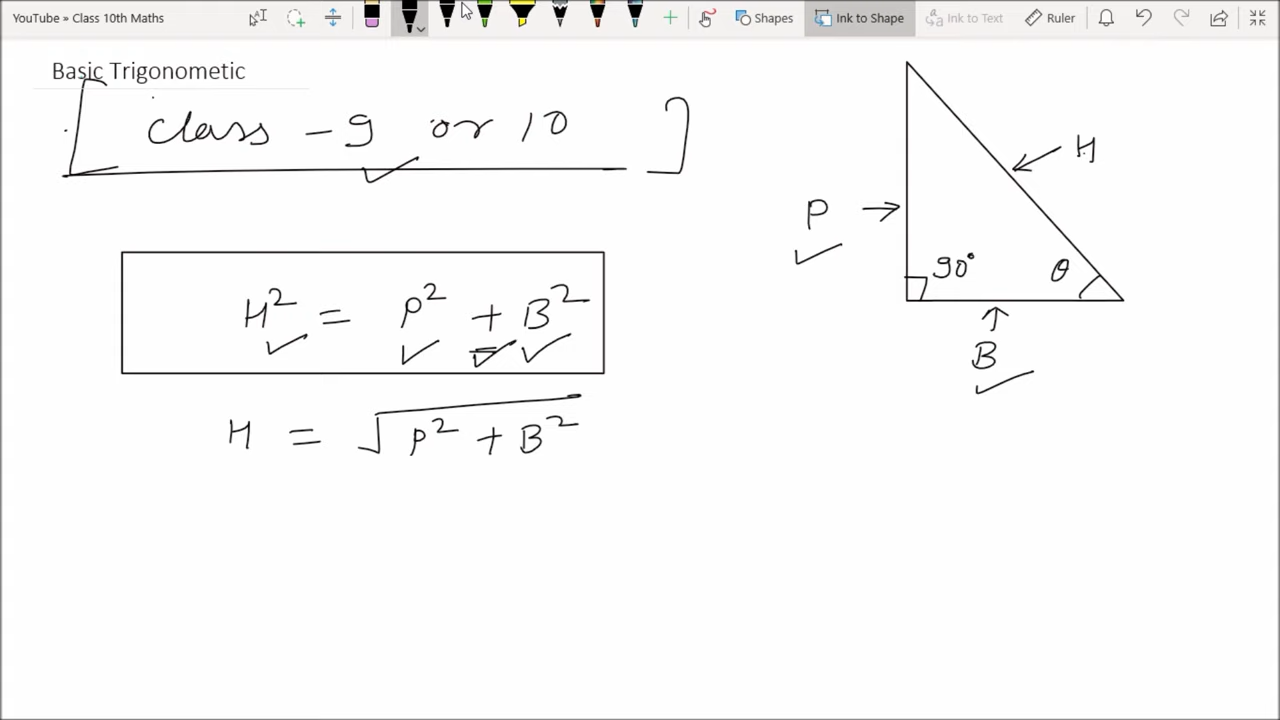 YouTube » Class 10th Maths
Shapes
Ink to Shape
Ink to Text
Ruler
Basic Trigonometic
[ class - 9 or 10 ]
H² = P² + B²
H = √P² + B²
P →
H
90°
θ
↑
B